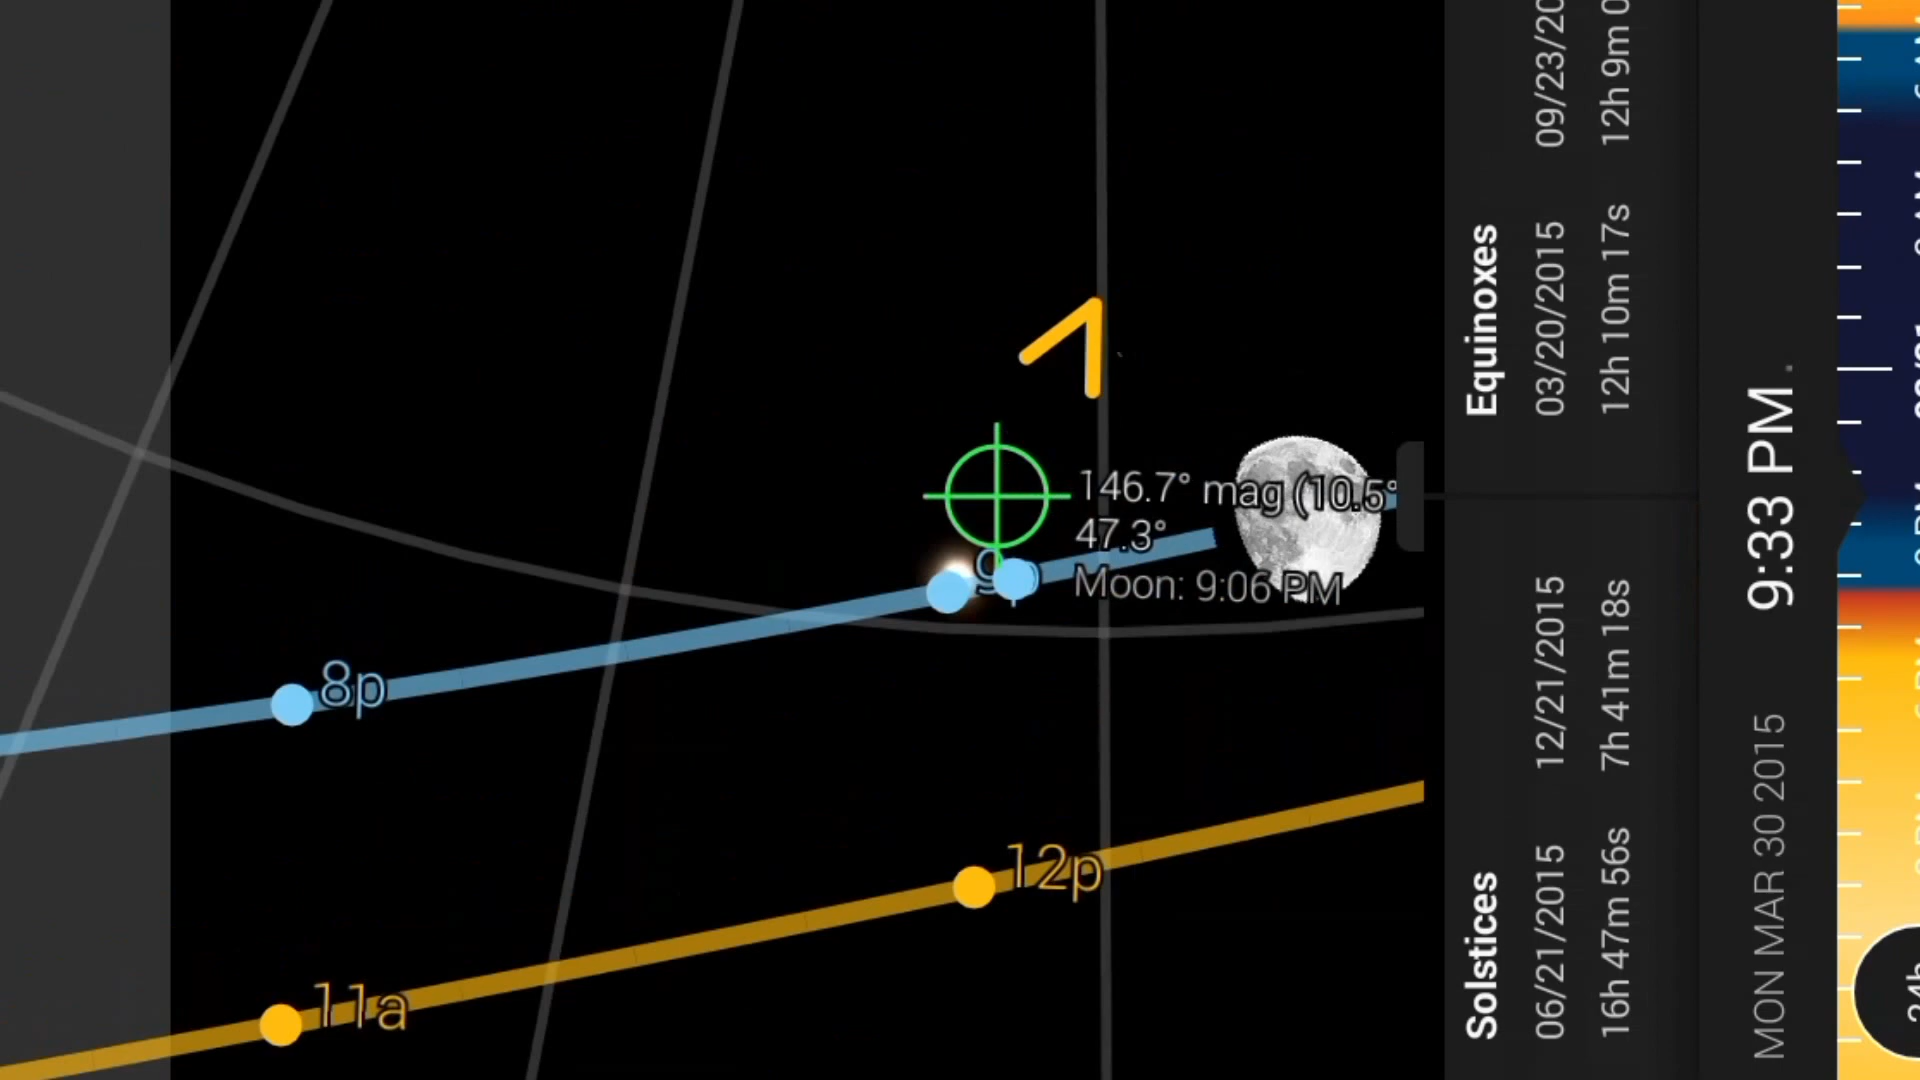 146.7° mag (10.5°
47.3°
Moon: 9:06 PM
8p
11a
12p
Solstices
06/21/2015
12/21/2015
16h 47m 56s
7h 41m 18s
Equinoxes
03/20/2015
09/23/20
12h 10m 17s
12h 9m 0
MON MAR 30 2015
9:33 PM
24h